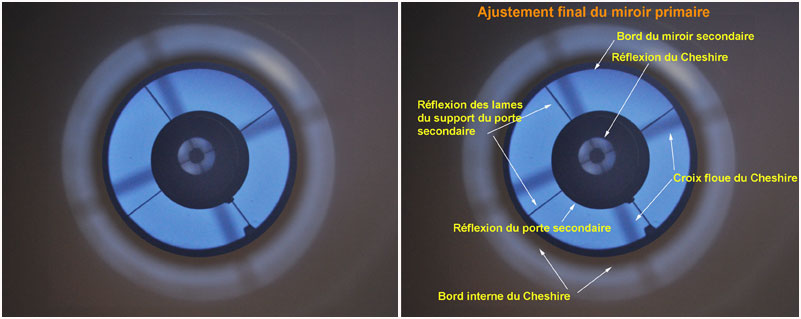 Ajustement final du miroir primaire
Bord du miroir secondaire
Réflexion du Cheshire
Réflexion des lames
du support du porte
secondaire
Croix floue du Cheshire
Réflexion du porte secondaire
Bord interne du Cheshire